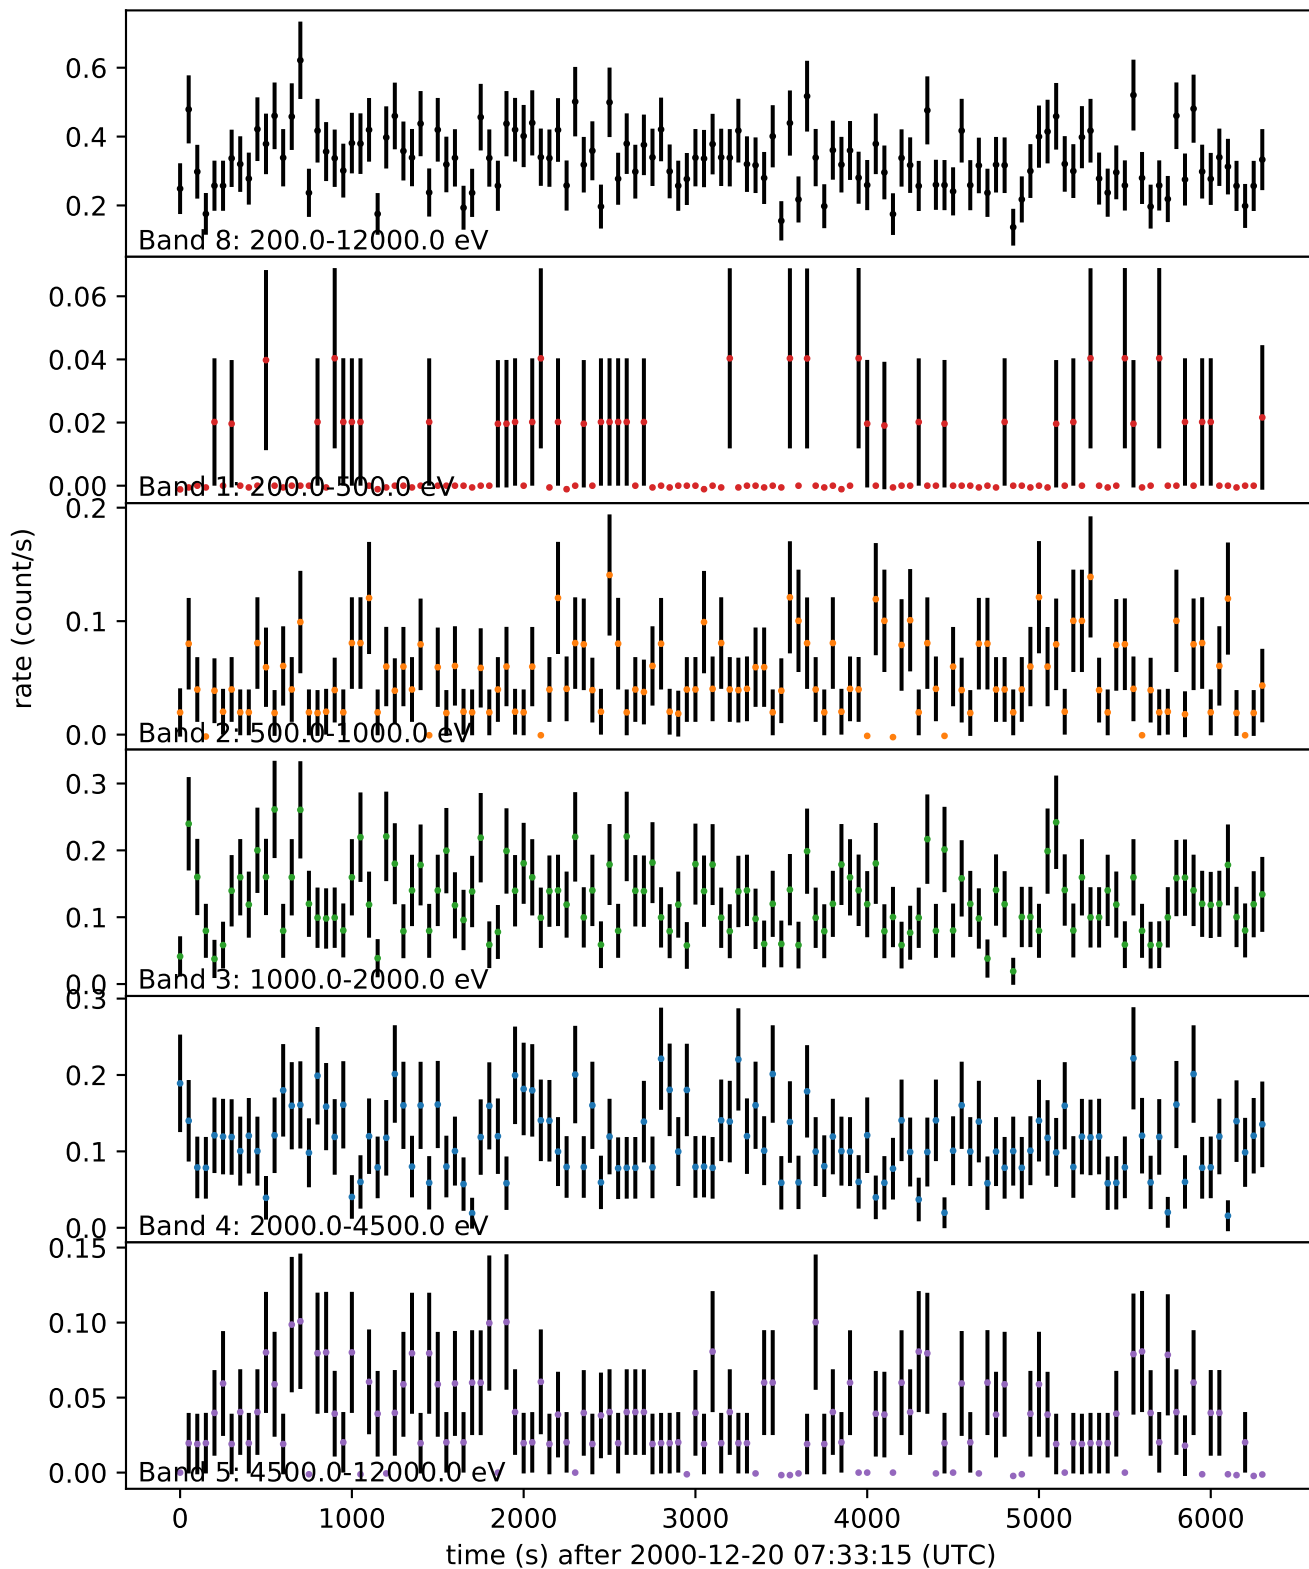 0.6
0.4
0.2
Band 8: 200.0-12000.0 eV
0.06
0.04
0.02
0.00
Band 1: 200.0-500.0 eV
0.2
0.1
0.0
Band 2: 500.0-1000.0 eV
rate (count/s)
0.3
0.2
0.1
0.0
Band 3: 1000.0-2000.0 eV
0.3
0.2
0.1
0.0
Band 4: 2000.0-4500.0 eV
0.15
0.10
0.05
0.00
Band 5: 4500.0-12000.0 eV
0 1000 2000 3000 4000 5000 6000
time (s) after 2000-12-20 07:33:15 (UTC)